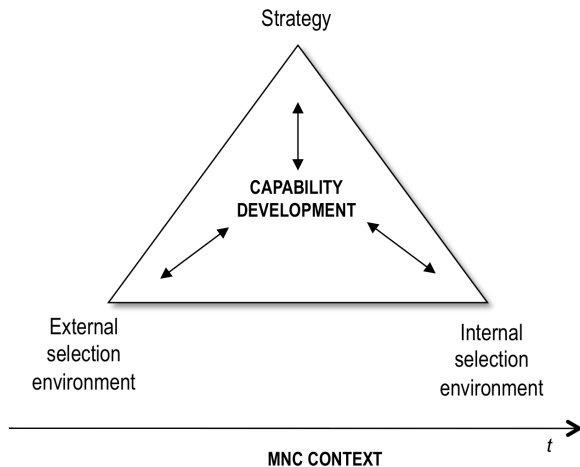 Strategy
CAPABILITY
DEVELOPMENT
External
selection
environment
Internal
selection
environment
t
MNC CONTEXT